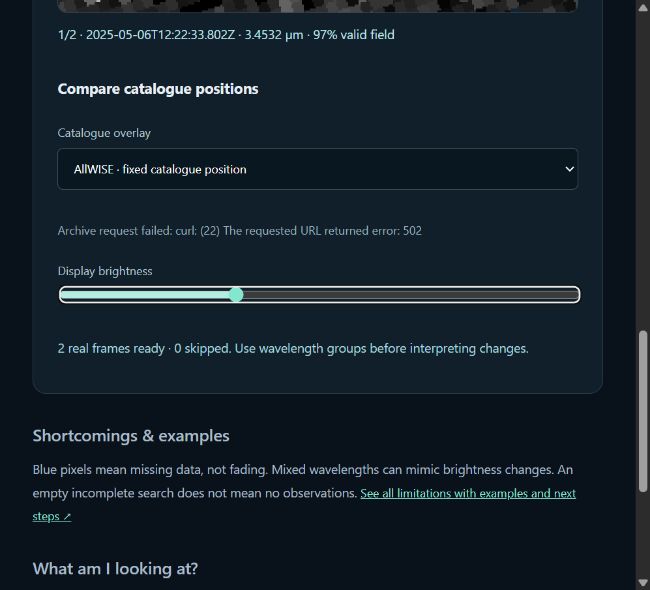 1/2 · 2025-05-06T12:22:33.802Z · 3.4532 µm · 97% valid field
Compare catalogue positions
Catalogue overlay
AllWISE · fixed catalogue position
Archive request failed: curl: (22) The requested URL returned error: 502
Display brightness
2 real frames ready · 0 skipped. Use wavelength groups before interpreting changes.
Shortcomings & examples
Blue pixels mean missing data, not fading. Mixed wavelengths can mimic brightness changes. An
empty incomplete search does not mean no observations. See all limitations with examples and next
steps ↗
What am I looking at?